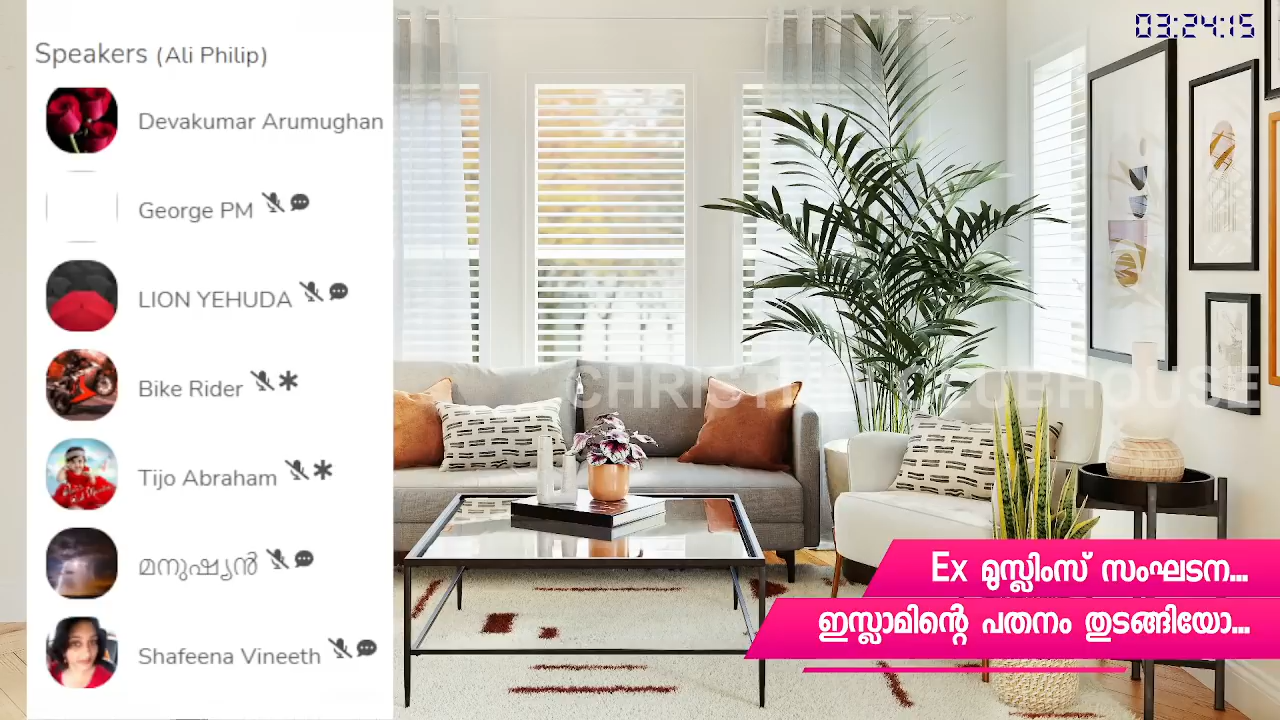 03:24:15
Speakers (Ali Philip)
Devakumar Arumughan
George PM
LION YEHUDA
Bike Rider
Tijo Abraham
മനുഷ്യൻ
Shafeena Vineeth
CLUBHOUSE
Ex മുസ്ലിംസ് സംഘടന...
ഇസ്ലാമിന്റെ പതനം തുടങ്ങിയോ...